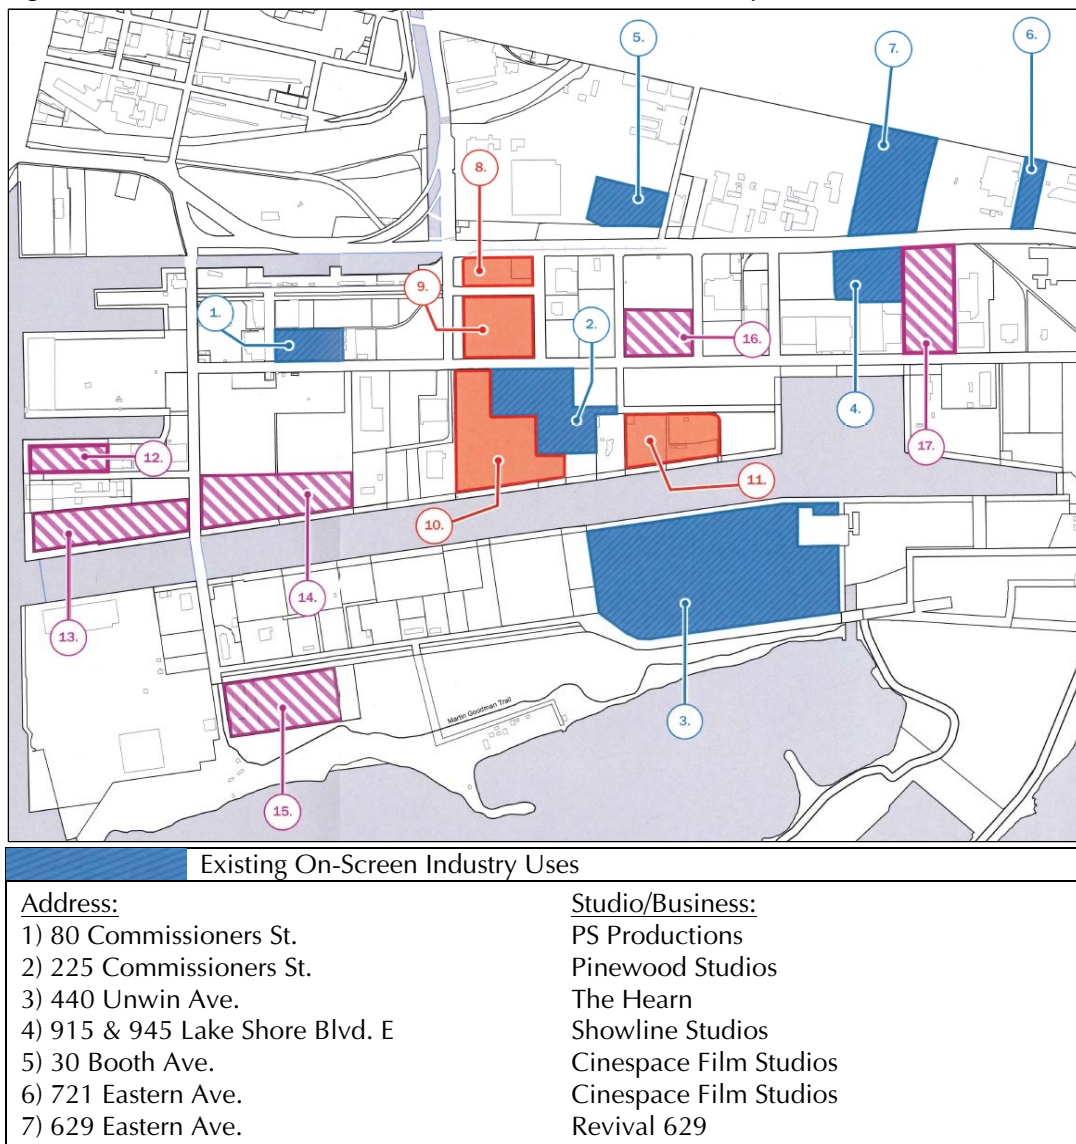 5.
7.
6.
8.
9.
1.
2.
16.
4.
17.
12.
11.
10.
14.
13.
3.
Martin Goodman Trail
15.
Existing On-Screen Industry Uses
Address: Studio/Business:
1) 80 Commissioners St. PS Productions
2) 225 Commissioners St. Pinewood Studios
3) 440 Unwin Ave. The Hearn
4) 915 & 945 Lake Shore Blvd. E Showline Studios
5) 30 Booth Ave. Cinespace Film Studios
6) 721 Eastern Ave. Cinespace Film Studios
7) 629 Eastern Ave. Revival 629